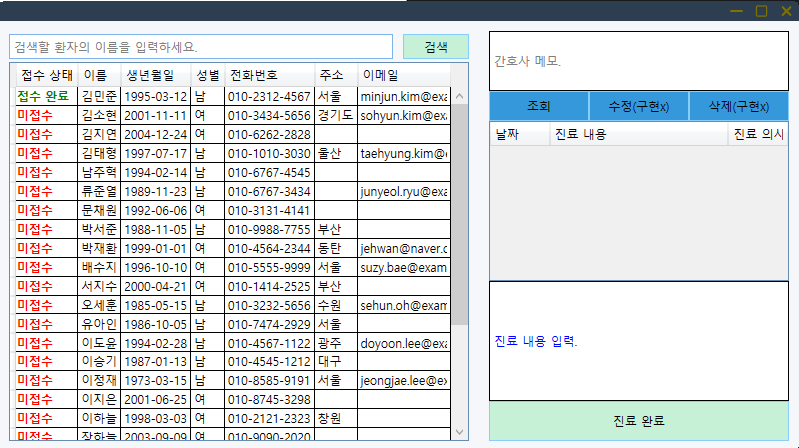 검색할 환자의 이름을 입력하세요. 검색
접수 상태 이름 생년월일 성별 전화번호 주소 이메일
접수 완료 김민준 1995-03-12 남 010-2312-4567 서울 minjun.kim@exa
미접수 김소현 2001-11-11 여 010-3434-5656 경기도 sohyun.kim@exa
미접수 김지연 2004-12-24 여 010-6262-2828
미접수 김태형 1997-07-17 남 010-1010-3030 울산 taehyung.kim@e
미접수 남주혁 1994-02-14 남 010-6767-4545
미접수 류준열 1989-11-23 남 010-6767-3434 junyeol.ryu@exa
미접수 문채원 1992-06-06 여 010-3131-4141
미접수 박서준 1988-11-05 남 010-9988-7755 부산
미접수 박재환 1999-01-01 여 010-4564-2344 동탄 jehwan@naver.c
미접수 배수지 1996-10-10 여 010-5555-9999 서울 suzy.bae@exam
미접수 서지수 2000-04-21 여 010-1414-2525 부산
미접수 오세훈 1985-05-15 남 010-3232-5656 수원 sehun.oh@exam
미접수 유아인 1986-10-05 남 010-7474-2929 서울
미접수 이도윤 1994-02-28 남 010-4567-1122 광주 doyoon.lee@exa
미접수 이승기 1987-01-13 남 010-4545-1212 대구
미접수 이정재 1973-03-15 남 010-8585-9191 서울 jeongjae.lee@ex
미접수 이지은 2001-06-25 여 010-8745-3298
미접수 이하늘 1998-03-03 여 010-2121-2323 창원
미접수 장하늘 2003-09-09 여 010-9090-2020
간호사 메모.
조회 수정(구현x) 삭제(구현x)
날짜 진료 내용 진료 의사
진료 내용 입력.
진료 완료